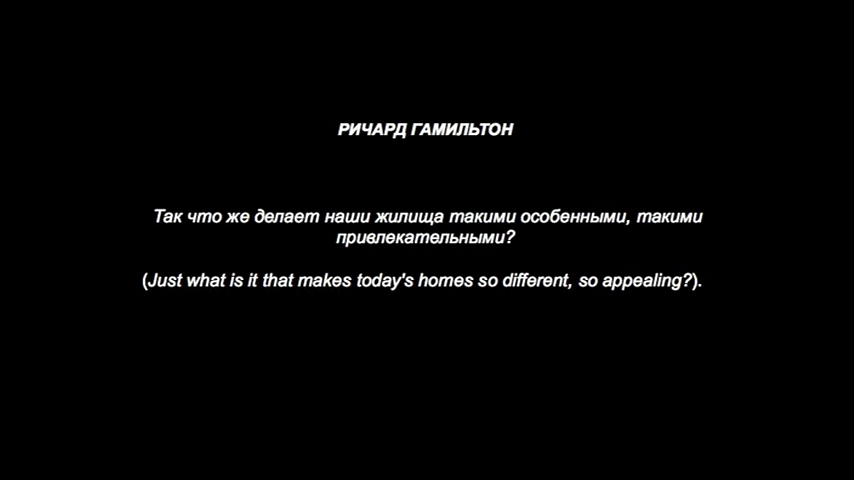 РИЧАРД ГАМИЛЬТОН
Так что же делает наши жилища такими особенными, такими
привлекательными?
(Just what is it that makes today's homes so different, so appealing?).